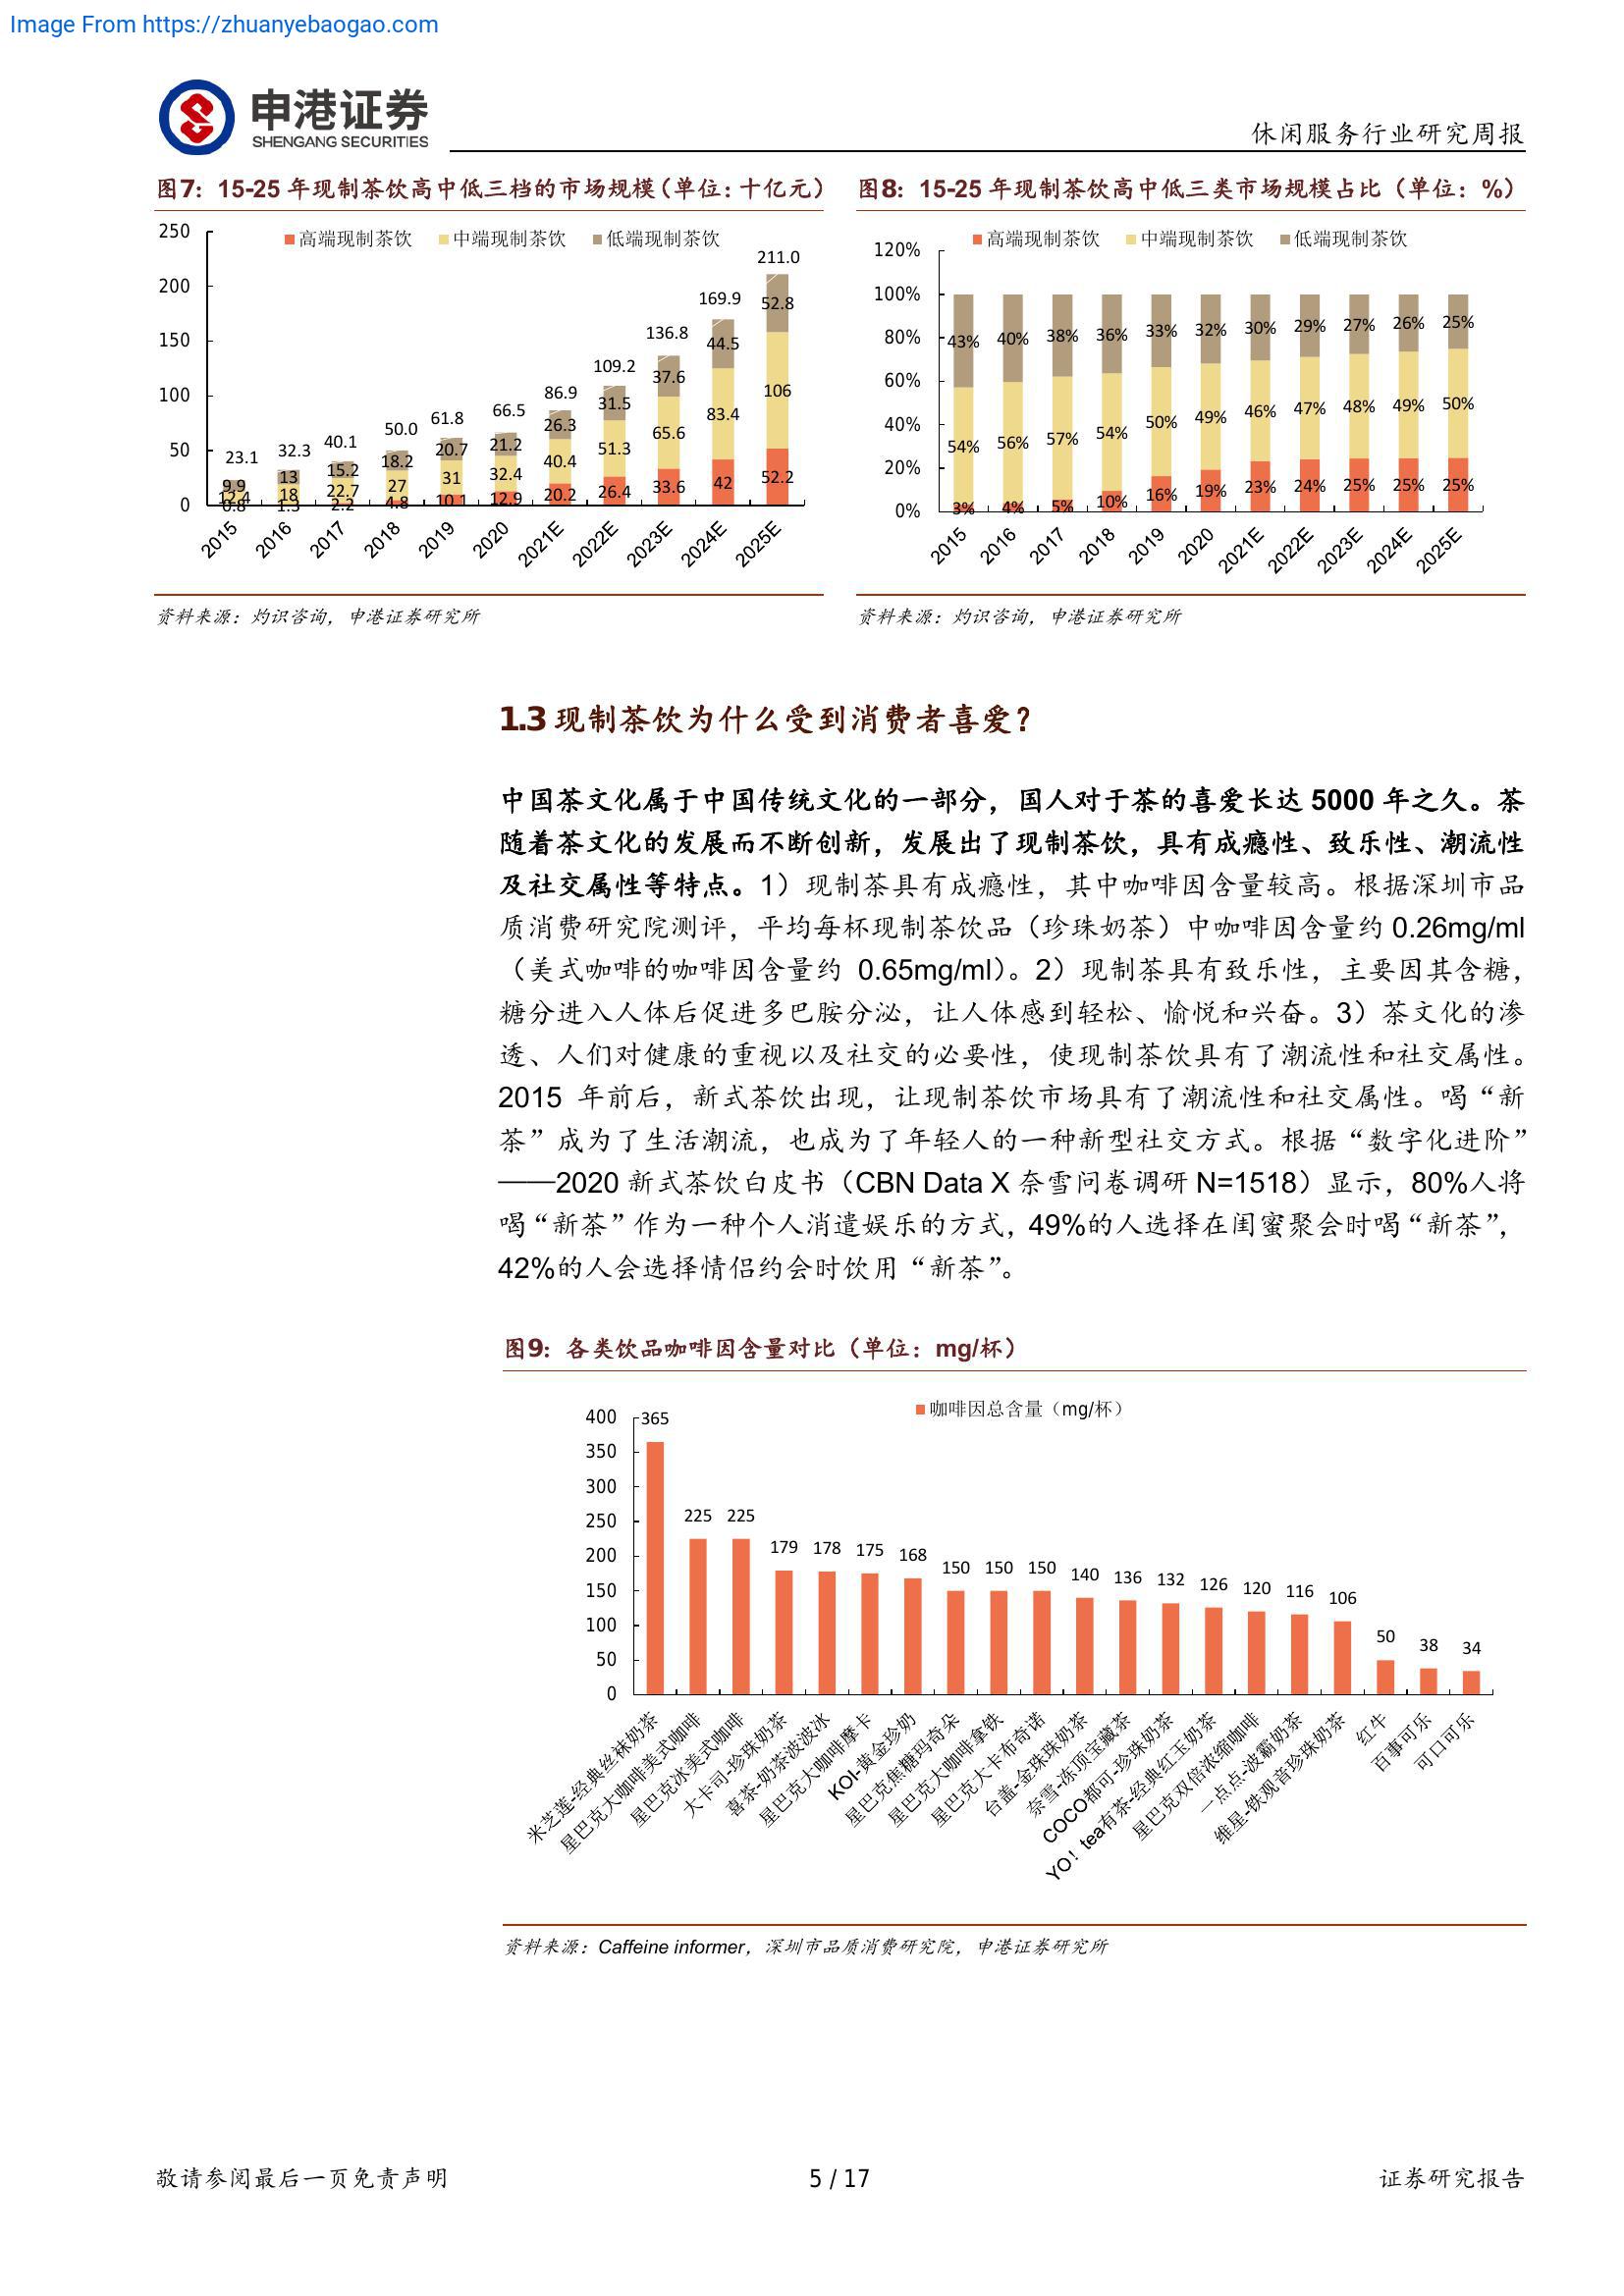 Image From https://zhuanyebaogao.com
申港证券
SHENGANG SECURITIES
休闲服务行业研究周报
图7：15-25 年现制茶饮高中低三档的市场规模（单位：十亿元）
高端现制茶饮 中端现制茶饮 低端现制茶饮
250
200
150
100
50
0
23.1 32.3 40.1 50.0 61.8 66.5 86.9 109.2 136.8 169.9 211.0
9.9 13 15.2 18.2 20.7 21.2 26.3 31.5 37.6 44.5 52.8
12.4 18 22.7 27 31 32.4 40.4 51.3 65.6 83.4 106
0.8 1.3 2.2 4.8 10.1 12.9 20.2 26.4 33.6 42 52.2
2015 2016 2017 2018 2019 2020 2021E 2022E 2023E 2024E 2025E
资料来源：灼识咨询，申港证券研究所
图8：15-25 年现制茶饮高中低三类市场规模占比（单位：%）
高端现制茶饮 中端现制茶饮 低端现制茶饮
120%
100%
80%
60%
40%
20%
0%
43% 40% 38% 36% 33% 32% 30% 29% 27% 26% 25%
54% 56% 57% 54% 50% 49% 46% 47% 48% 49% 50%
3% 4% 5% 10% 16% 19% 23% 24% 25% 25% 25%
2015 2016 2017 2018 2019 2020 2021E 2022E 2023E 2024E 2025E
资料来源：灼识咨询，申港证券研究所
1.3 现制茶饮为什么受到消费者喜爱？
中国茶文化属于中国传统文化的一部分，国人对于茶的喜爱长达 5000 年之久。茶
随着茶文化的发展而不断创新，发展出了现制茶饮，具有成瘾性、致乐性、潮流性
及社交属性等特点。1）现制茶具有成瘾性，其中咖啡因含量较高。根据深圳市品
质消费研究院测评，平均每杯现制茶饮品（珍珠奶茶）中咖啡因含量约 0.26mg/ml
（美式咖啡的咖啡因含量约 0.65mg/ml）。2）现制茶具有致乐性，主要因其含糖，
糖分进入人体后促进多巴胺分泌，让人体感到轻松、愉悦和兴奋。3）茶文化的渗
透、人们对健康的重视以及社交的必要性，使现制茶饮具有了潮流性和社交属性。
2015 年前后，新式茶饮出现，让现制茶饮市场具有了潮流性和社交属性。喝“新
茶”成为了生活潮流，也成为了年轻人的一种新型社交方式。根据“数字化进阶”
——2020 新式茶饮白皮书（CBN Data X 奈雪问卷调研 N=1518）显示，80%人将
喝“新茶”作为一种个人消遣娱乐的方式，49%的人选择在闺蜜聚会时喝“新茶”，
42%的人会选择情侣约会时饮用“新茶”。
图9：各类饮品咖啡因含量对比（单位：mg/杯）
咖啡因总含量（mg/杯）
400
350
300
250
200
150
100
50
0
365 225 225 179 178 175 168 150 150 150 140 136 132 126 120 116 106 50 38 34
米芝莲-经典丝袜奶茶
星巴克大咖啡美式咖啡
星巴克冰美式咖啡
大卡司-珍珠奶茶
喜茶-奶茶波波冰
星巴克大咖啡摩卡
KOI-黄金珍奶
星巴克焦糖玛奇朵
星巴克大咖啡拿铁
星巴克大卡布奇诺
台盖-金珠珠奶茶
奈雪-冻顶宝藏茶
COCO都可-珍珠奶茶
YO！tea有茶-经典红玉奶茶
星巴克双倍浓缩咖啡
一点点-波霸奶茶
维星-铁观音珍珠奶茶
红牛
百事可乐
可口可乐
资料来源：Caffeine informer，深圳市品质消费研究院，申港证券研究所
敬请参阅最后一页免责声明
5 / 17
证券研究报告